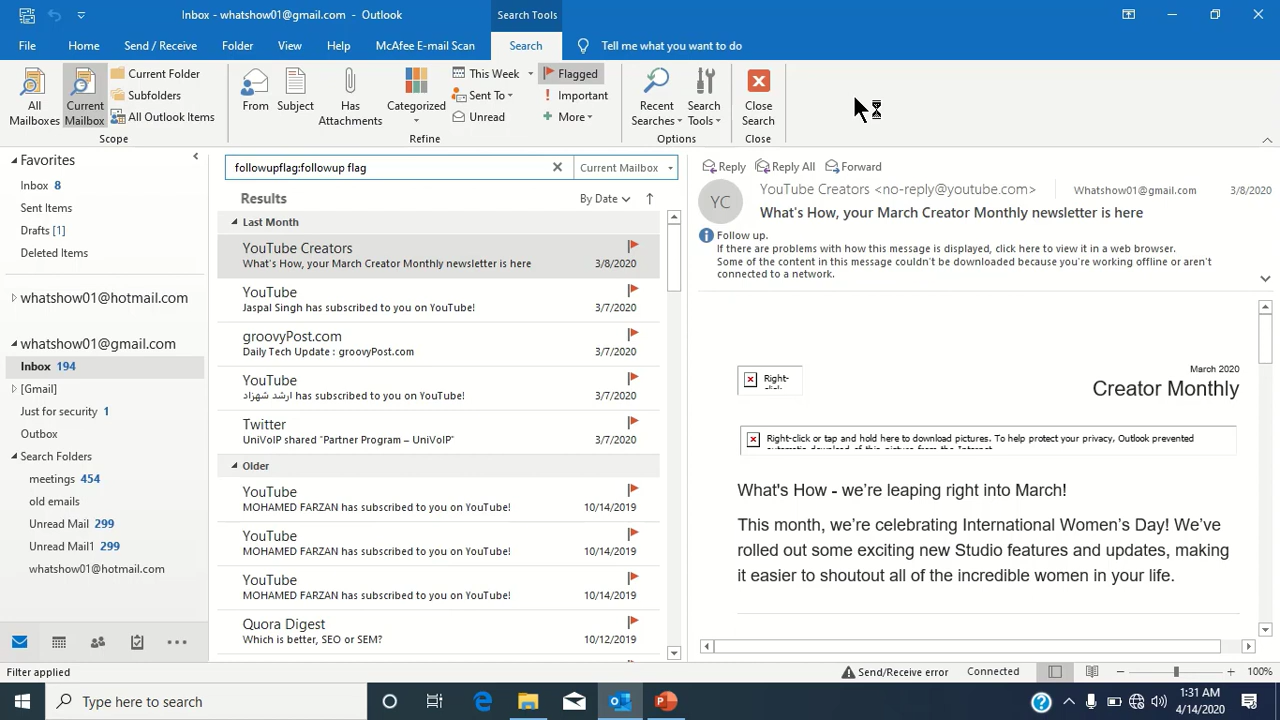 Inbox - whatshow01@gmail.com - Outlook
Search Tools
File
Home
Send / Receive
Folder
View
Help
McAfee E-mail Scan
Search
Tell me what you want to do
All Mailboxes
Current Mailbox
Current Folder
Subfolders
All Outlook Items
Scope
From
Subject
Has Attachments
Categorized
This Week
Sent To
Unread
Flagged
Important
More
Refine
Recent Searches
Search Tools
Options
Close Search
Close
Favorites
Inbox 8
Sent Items
Drafts [1]
Deleted Items
whatshow01@hotmail.com
whatshow01@gmail.com
Inbox 194
[Gmail]
Just for security 1
Outbox
Search Folders
meetings 454
old emails
Unread Mail 299
Unread Mail1 299
whatshow01@hotmail.com
followupflag:followup flag
Current Mailbox
Results
By Date
Last Month
YouTube Creators
What's How, your March Creator Monthly newsletter is here 3/8/2020
YouTube
Jaspal Singh has subscribed to you on YouTube! 3/7/2020
groovyPost.com
Daily Tech Update : groovyPost.com 3/7/2020
YouTube
ارشد شهزاد has subscribed to you on YouTube! 3/7/2020
Twitter
UniVoIP shared "Partner Program – UniVoIP" 3/7/2020
Older
YouTube
MOHAMED FARZAN has subscribed to you on YouTube! 10/14/2019
YouTube
MOHAMED FARZAN has subscribed to you on YouTube! 10/14/2019
YouTube
MOHAMED FARZAN has subscribed to you on YouTube! 10/14/2019
Quora Digest
Which is better, SEO or SEM? 10/12/2019
Reply
Reply All
Forward
YC
YouTube Creators <no-reply@youtube.com>
Whatshow01@gmail.com
3/8/2020
What's How, your March Creator Monthly newsletter is here
Follow up.
If there are problems with how this message is displayed, click here to view it in a web browser.
Some of the content in this message couldn't be downloaded because you're working offline or aren't
connected to a network.
Right-
click
March 2020
Creator Monthly
Right-click or tap and hold here to download pictures. To help protect your privacy, Outlook prevented
automatic download of this picture from the Internet.
What's How - we're leaping right into March!
This month, we're celebrating International Women's Day! We've
rolled out some exciting new Studio features and updates, making
it easier to shoutout all of the incredible women in your life.
Filter applied
Send/Receive error
Connected
100%
Type here to search
1:31 AM
4/14/2020